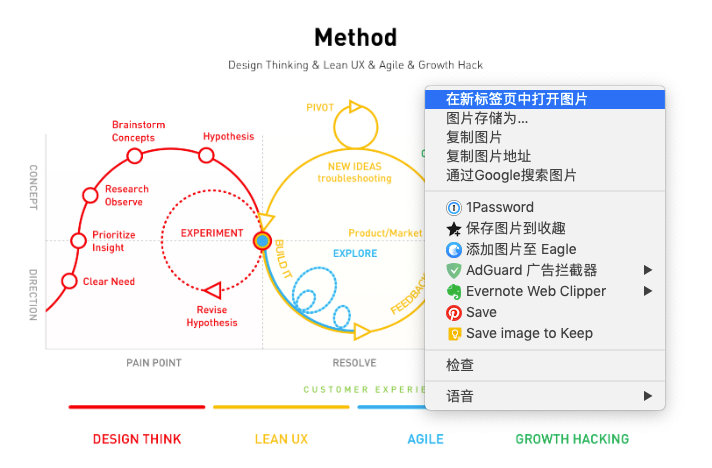 Method
Design Thinking & Lean UX & Agile & Growth Hack
PIVOT
Brainstorm
Concepts
Hypothesis
NEW IDEAS
troubleshooting
Research
Observe
CONCEPT
Prioritize
Insight
EXPERIMENT
Product/Market
BUILD IT
EXPLORE
Clear Need
DIRECTION
FEEDBACK
Revise
Hypothesis
PAIN POINT
RESOLVE
CUSTOMER EXPERIE
DESIGN THINK
LEAN UX
AGILE
GROWTH HACKING
在新标签页中打开图片
图片存储为...
复制图片
复制图片地址
通过Google搜索图片
1Password
保存图片到收趣
添加图片至 Eagle
AdGuard 广告拦截器
Evernote Web Clipper
Save
Save image to Keep
检查
语音